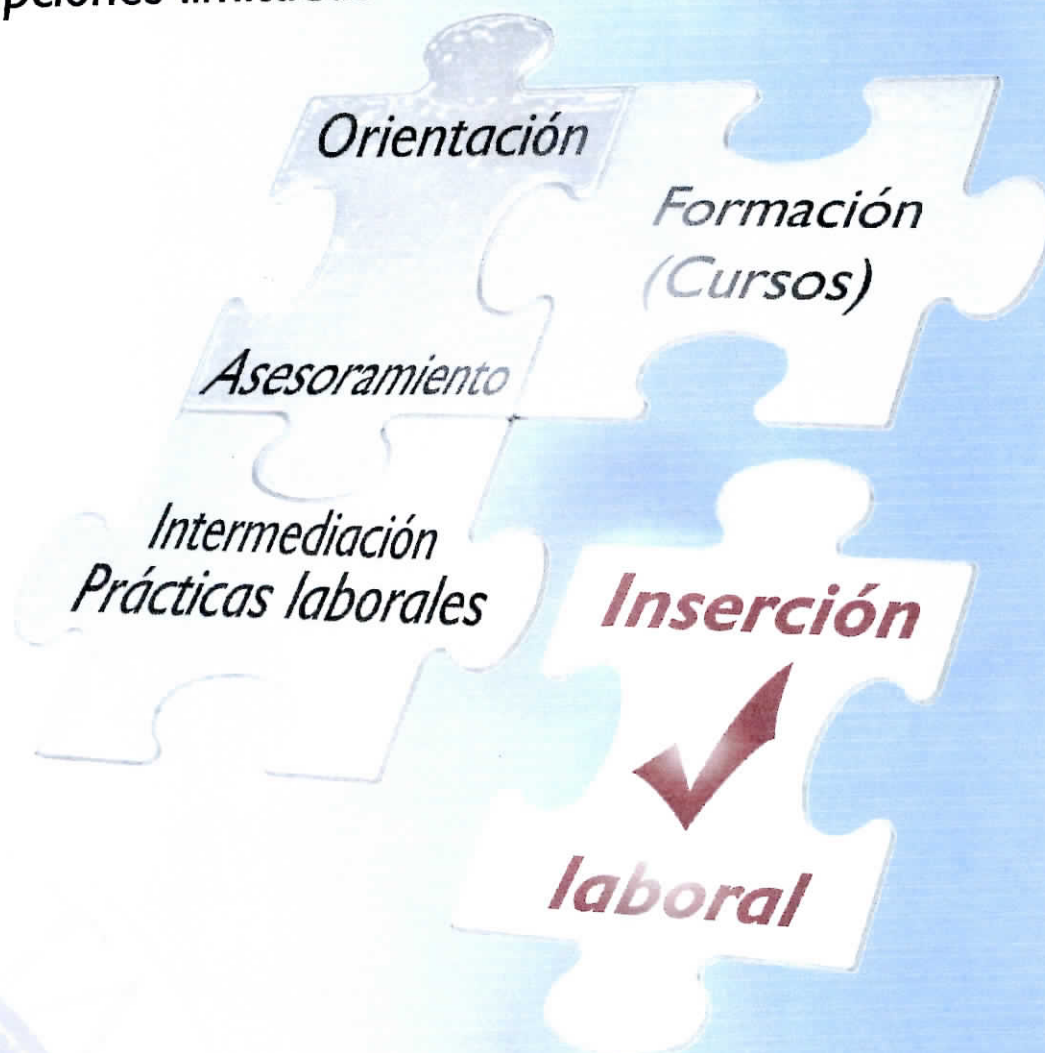 Orientación
Formación
(Cursos)
Asesoramiento
Intermediación
Prácticas laborales
Inserción
laboral